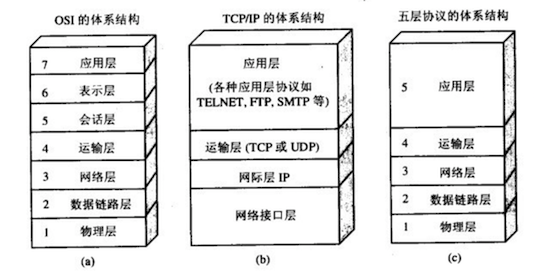 OSI 的体系结构
7 应用层
6 表示层
5 会话层
4 运输层
3 网络层
2 数据链路层
1 物理层
(a)
TCP/IP 的体系结构
应用层
(各种应用层协议如
TELNET, FTP, SMTP 等)
运输层 (TCP 或 UDP)
网际层 IP
网络接口层
(b)
五层协议的体系结构
5 应用层
4 运输层
3 网络层
2 数据链路层
1 物理层
(c)